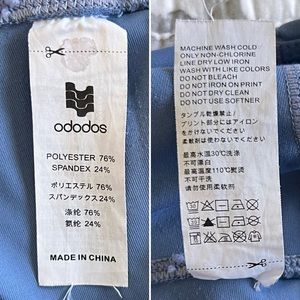 ododos
POLYESTER 76%
SPANDEX 24%
ポリエステル 76%
スパンデックス 24%
涤纶 76%
氨纶 24%
MADE IN CHINA
MACHINE WASH COLD
ONLY NON-CHLORINE
LINE DRY LOW IRON
WASH WITH LIKE COLORS
DO NOT BLEACH
DO NOT IRON ON PRINT
DO NOT DRY CLEAN
DO NOT USE SOFTNER
タンブル乾燥禁止/
プリント部分にはアイロン
をかけないでください
柔軟剤は使わないでください
最高水温30℃洗涤
不可漂白
最高温度110℃熨烫
不可干洗
请勿使用柔软剂